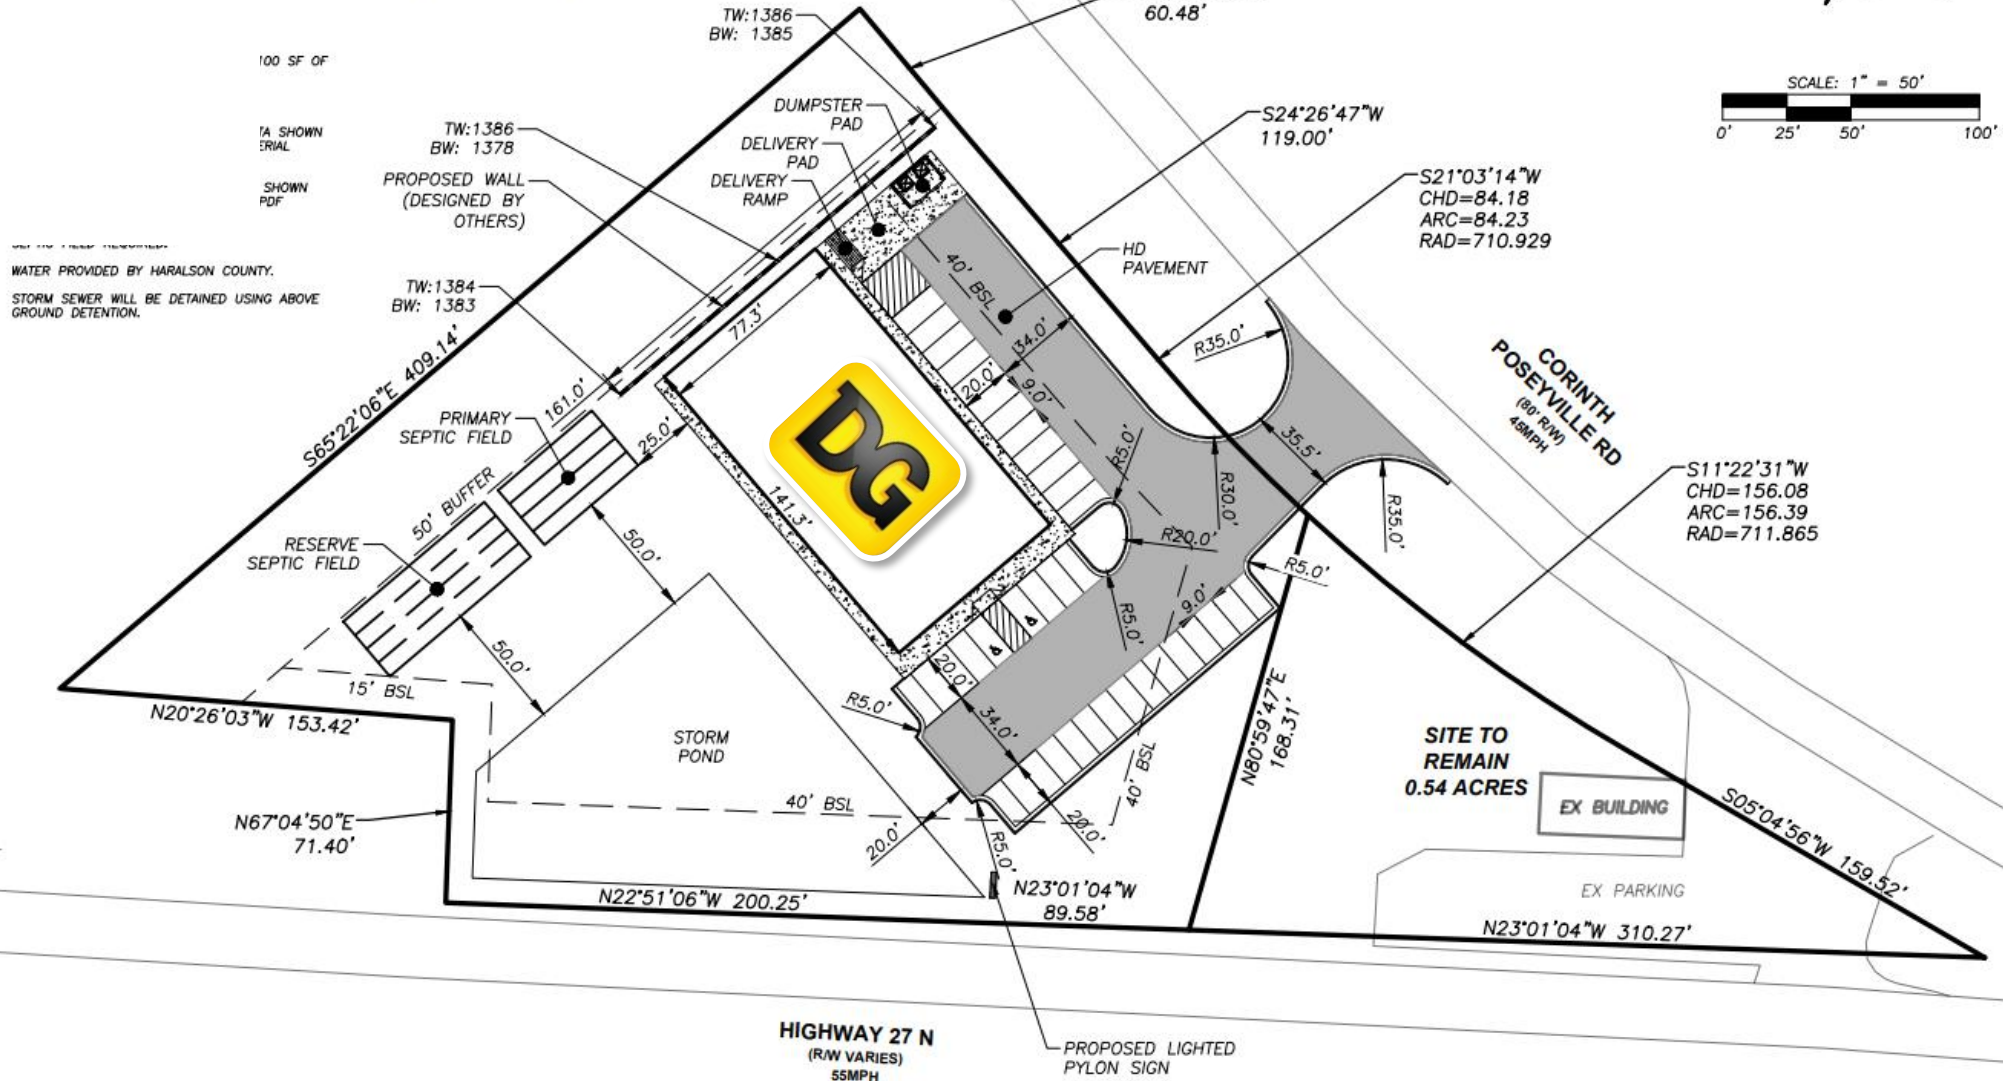 100 SF OF
TA SHOWN
ERIAL
SHOWN
PDF
WATER PROVIDED BY HARALSON COUNTY.
STORM SEWER WILL BE DETAINED USING ABOVE
GROUND DETENTION.
TW:1386
BW: 1385
60.48'
SCALE: 1" = 50'
0'
25'
50'
100'
TW:1386
BW: 1378
DUMPSTER
PAD
DELIVERY
PAD
DELIVERY
RAMP
PROPOSED WALL
(DESIGNED BY
OTHERS)
TW:1384
BW: 1383
S24°26'47"W
119.00'
S21°03'14"W
CHD=84.18
ARC=84.23
RAD=710.929
HD
PAVEMENT
40' BSL
77.3'
34.0'
20.0'
9.0'
R35.0'
CORINTH
POSEYVILLE RD
(80' R/W)
45MPH
S65°22'06"E 409.14'
161.0'
PRIMARY
SEPTIC FIELD
25.0'
DG
141.3'
R5.0'
35.5'
R30.0'
R35.0'
R20.0'
S11°22'31"W
CHD=156.08
ARC=156.39
RAD=711.865
50' BUFFER
RESERVE
SEPTIC FIELD
50.0'
50.0'
R5.0'
R5.0'
9.0'
15' BSL
N20°26'03"W 153.42'
R5.0'
20.0'
34.0'
STORM
POND
40' BSL
40' BSL
N80°59'47"E
168.31'
SITE TO
REMAIN
0.54 ACRES
EX BUILDING
S05°04'56"W 159.52'
N67°04'50"E
71.40'
20.0'
20.0'
R5.0'
N22°51'06"W 200.25'
N23°01'04"W
89.58'
EX PARKING
N23°01'04"W 310.27'
HIGHWAY 27 N
(R/W VARIES)
55MPH
PROPOSED LIGHTED
PYLON SIGN